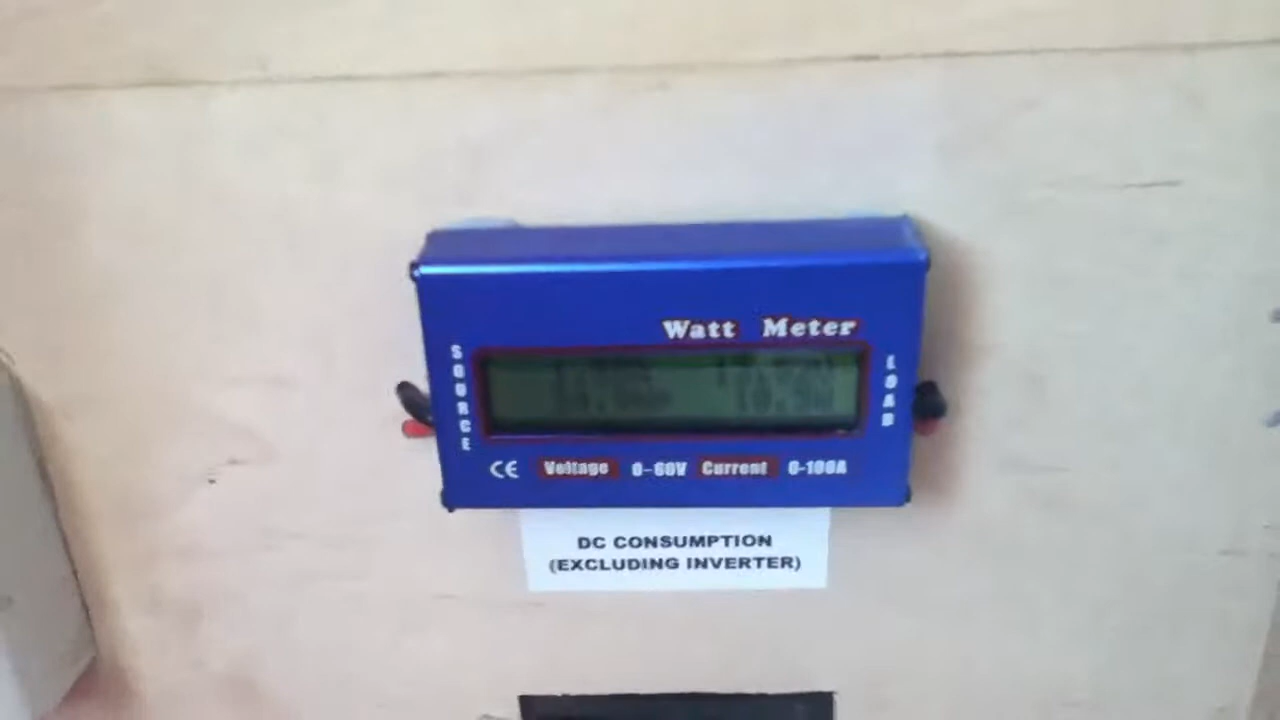 Watt Meter
SOURCE
LOAD
CE Voltage 0-60V Current 0-100A
DC CONSUMPTION
(EXCLUDING INVERTER)